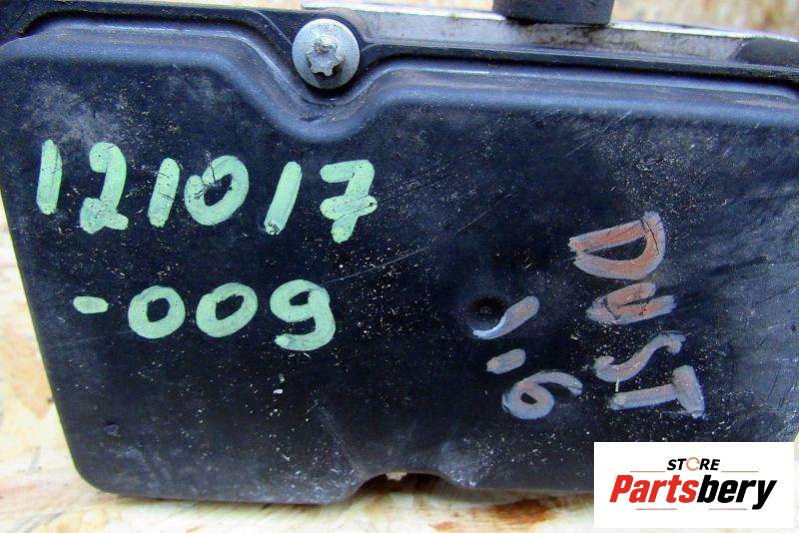 121017
-009
DUST
1.6
STORE
Partsbery